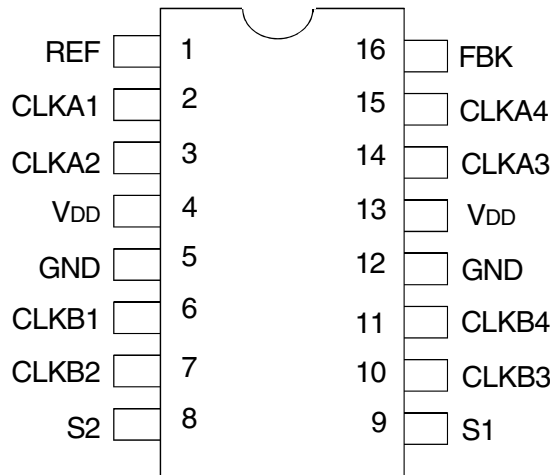 REF 1 16 FBK
CLKA1 2 15 CLKA4
CLKA2 3 14 CLKA3
VDD 4 13 VDD
GND 5 12 GND
CLKB1 6 11 CLKB4
CLKB2 7 10 CLKB3
S2 8 9 S1